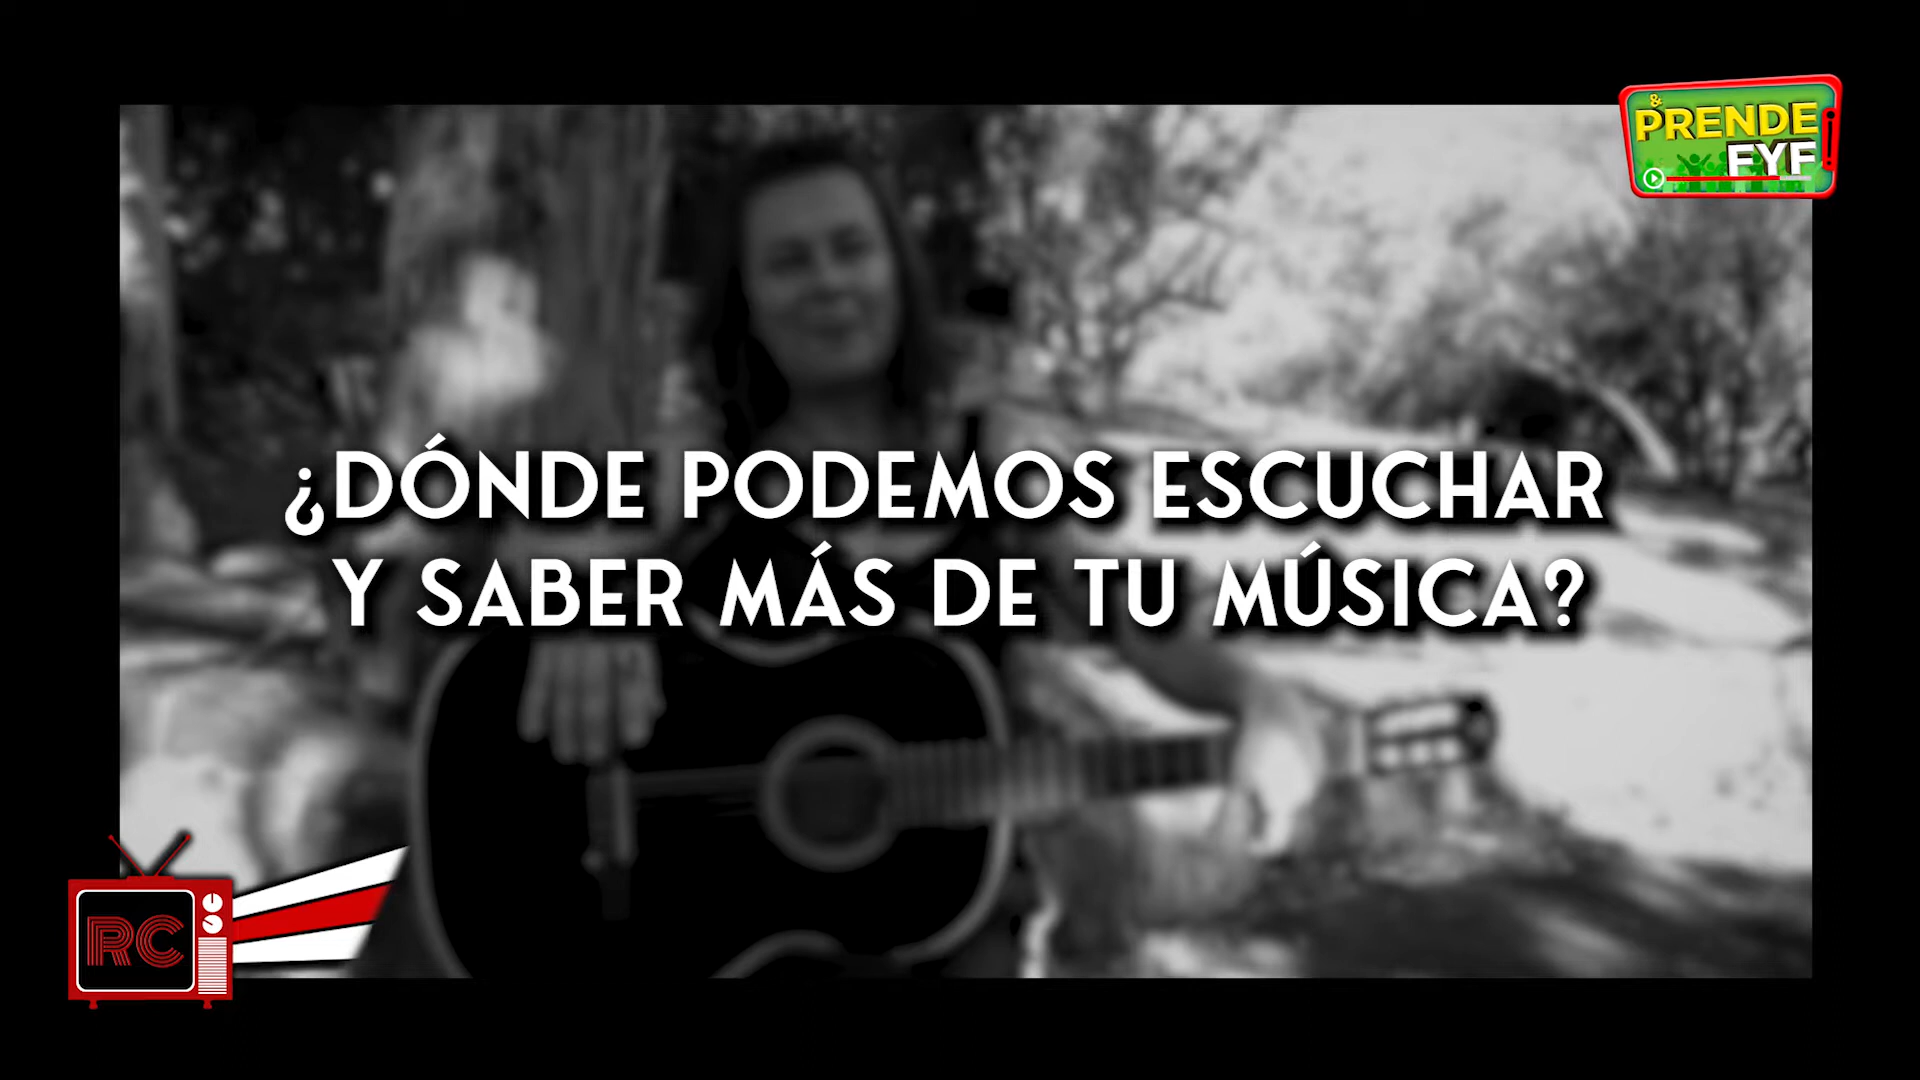 & PRENDE
FYF
¿DÓNDE PODEMOS ESCUCHAR
Y SABER MÁS DE TU MÚSICA?
RC